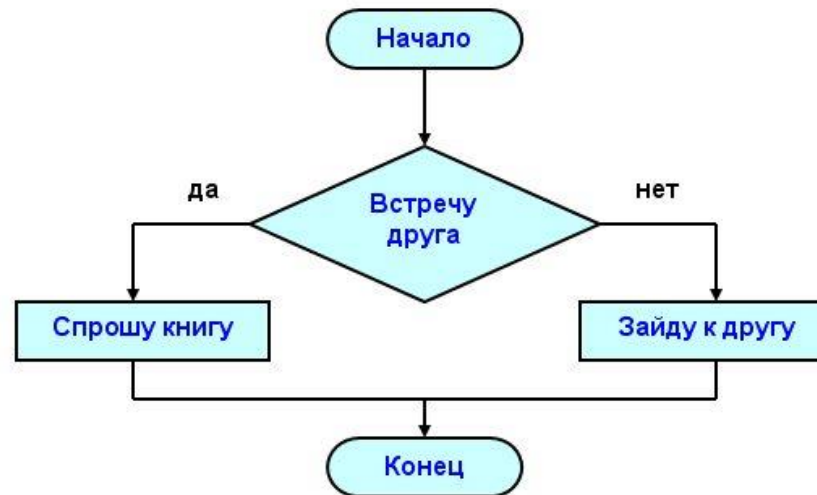 Начало
да
нет
Встречу
друга
Спрошу книгу
Зайду к другу
Конец